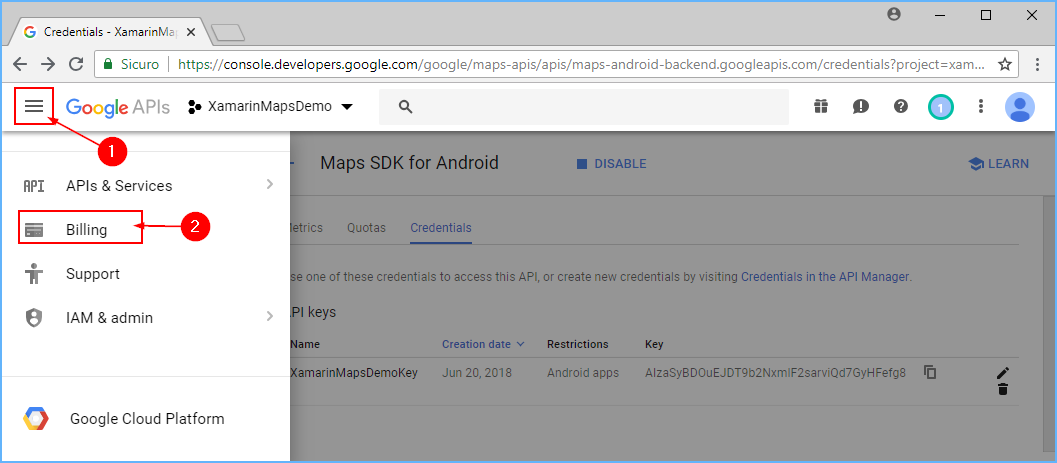 Credentials - XamarinMap
Sicuro https://console.developers.google.com/google/maps-apis/apis/maps-android-backend.googleapis.com/credentials?project=xam...
Google APIs XamarinMapsDemo 1
1
Maps SDK for Android DISABLE LEARN
API APIs & Services
Billing 2
etrics Quotas Credentials
Support
se one of these credentials to access this API, or create new credentials by visiting Credentials in the API Manager.
IAM & admin
PI keys
Name Creation date Restrictions Key
XamarinMapsDemoKey Jun 20, 2018 Android apps AIzaSyBDOuEJDT9b2NxmIF2sarviQd7GyHFefg8
Google Cloud Platform